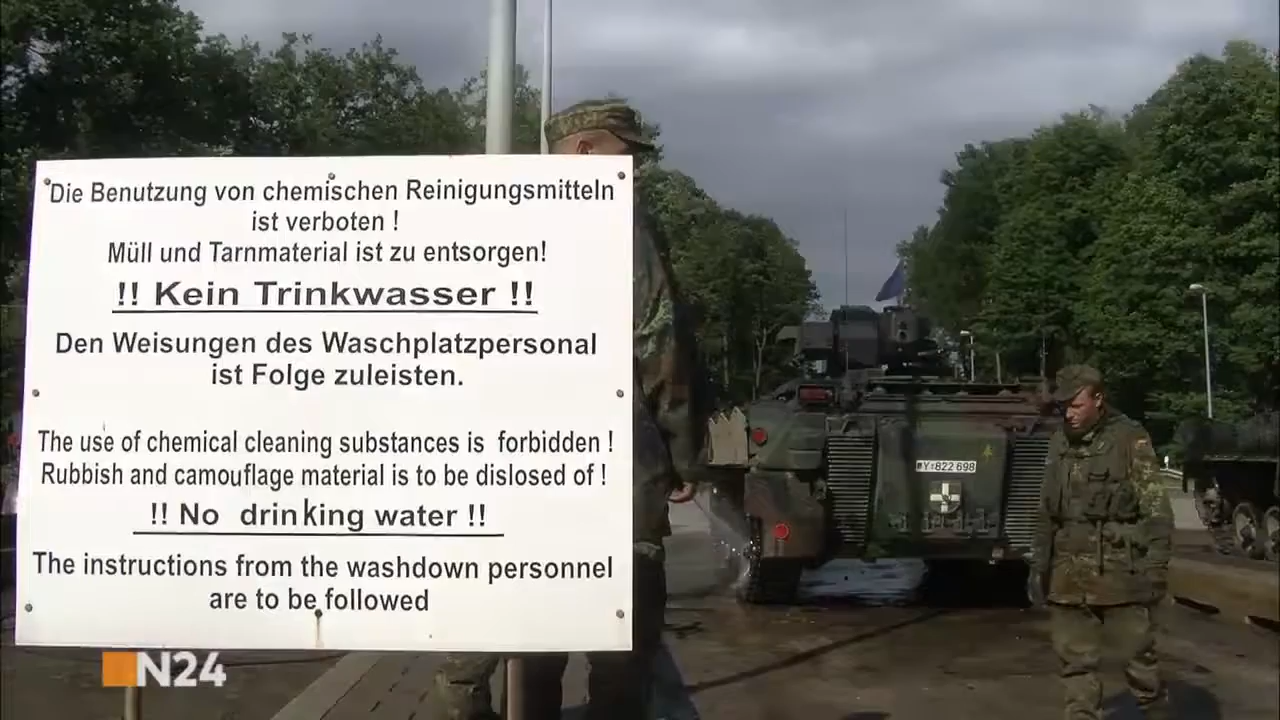 Die Benutzung von chemischen Reinigungsmitteln
ist verboten !
Müll und Tarnmaterial ist zu entsorgen!
!! Kein Trinkwasser !!
Den Weisungen des Waschplatzpersonal
ist Folge zuleisten.
The use of chemical cleaning substances is forbidden !
Rubbish and camouflage material is to be dislosed of !
!! No drinking water !!
The instructions from the washdown personnel
are to be followed
Y-822 698
N24